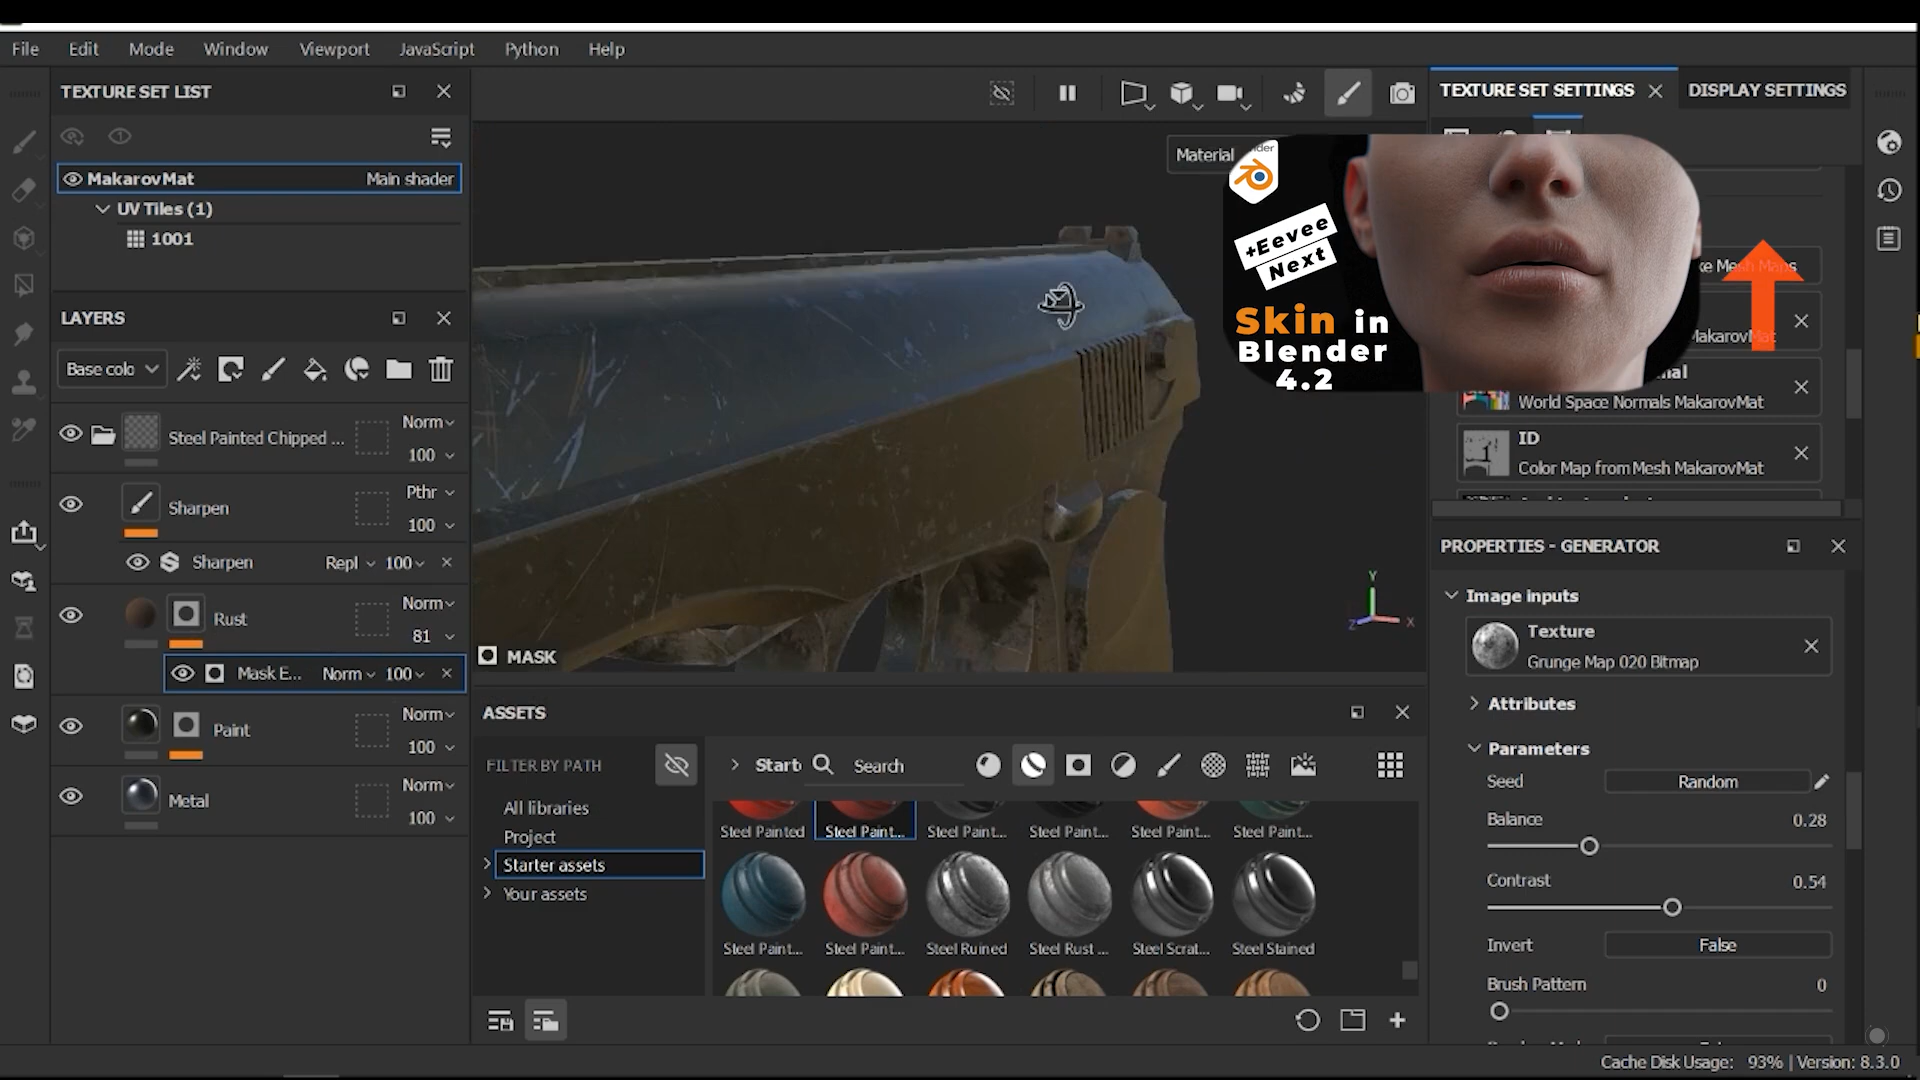 File Edit Mode Window Viewport JavaScript Python Help
TEXTURE SET LIST
MakarovMat Main shader
UV Tiles (1)
1001
LAYERS
Base colo
Steel Painted Chipped ... Norm
100
Sharpen Pthr
100
Sharpen Repl 100
Rust Norm
81
Mask E... Norm 100
Paint Norm
100
Metal Norm
100
Material
MASK
Y
Z X
+Eevee
Next
Skin in
Blender
4.2
ASSETS
FILTER BY PATH
All libraries
Project
Starter assets
Your assets
Start Search
Steel Painted Steel Paint... Steel Paint... Steel Paint... Steel Paint... Steel Paint...
Steel Paint... Steel Paint... Steel Ruined Steel Rust ... Steel Scrat... Steel Stained
TEXTURE SET SETTINGS DISPLAY SETTINGS
Mesh Maps
World Space Normals MakarovMat
ID
Color Map from Mesh MakarovMat
PROPERTIES - GENERATOR
Image inputs
Texture
Grunge Map 020 Bitmap
Attributes
Parameters
Seed Random
Balance 0.28
Contrast 0.54
Invert False
Brush Pattern 0
Cache Disk Usage: 93% | Version: 8.3.0